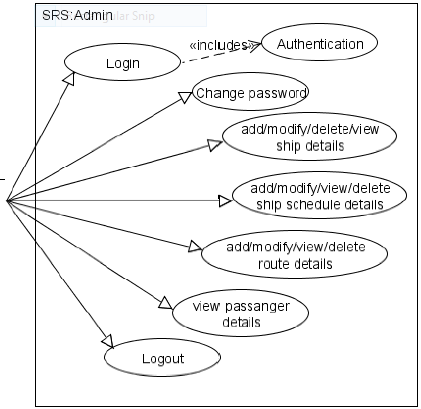 SRS:Admin
Login
«includes»
Authentication
Change password
add/modify/delete/view
ship details
add/modify/view/delete
ship schedule details
add/modify/view/delete
route details
view passanger
details
Logout